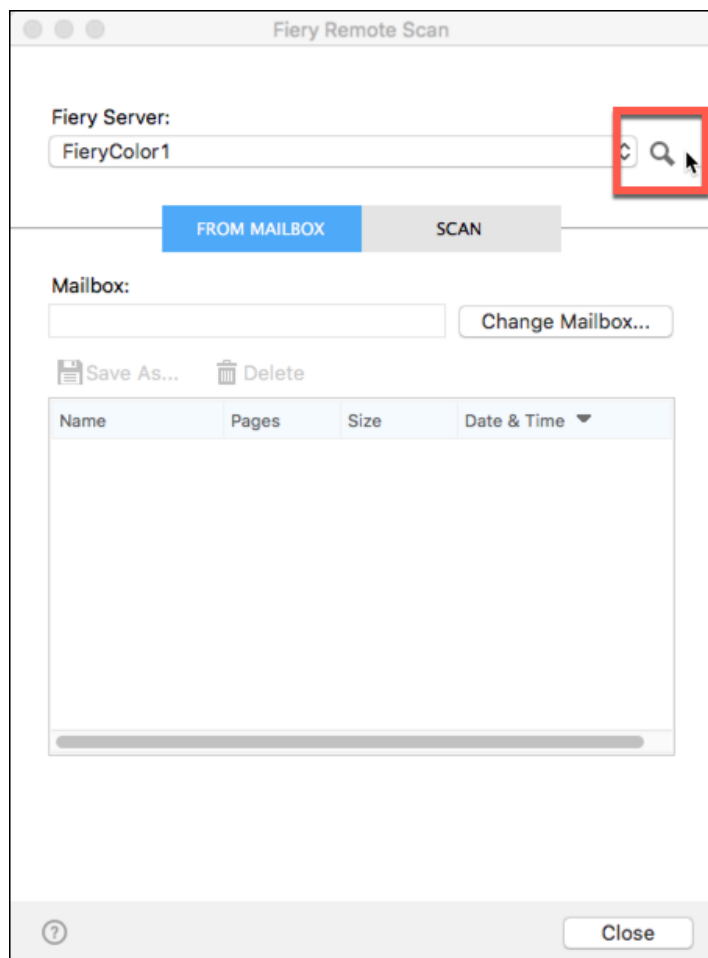 Fiery Remote Scan
Fiery Server:
FieryColor1
FROM MAILBOX SCAN
Mailbox:
Change Mailbox...
Save As... Delete
Name Pages Size Date & Time
? Close